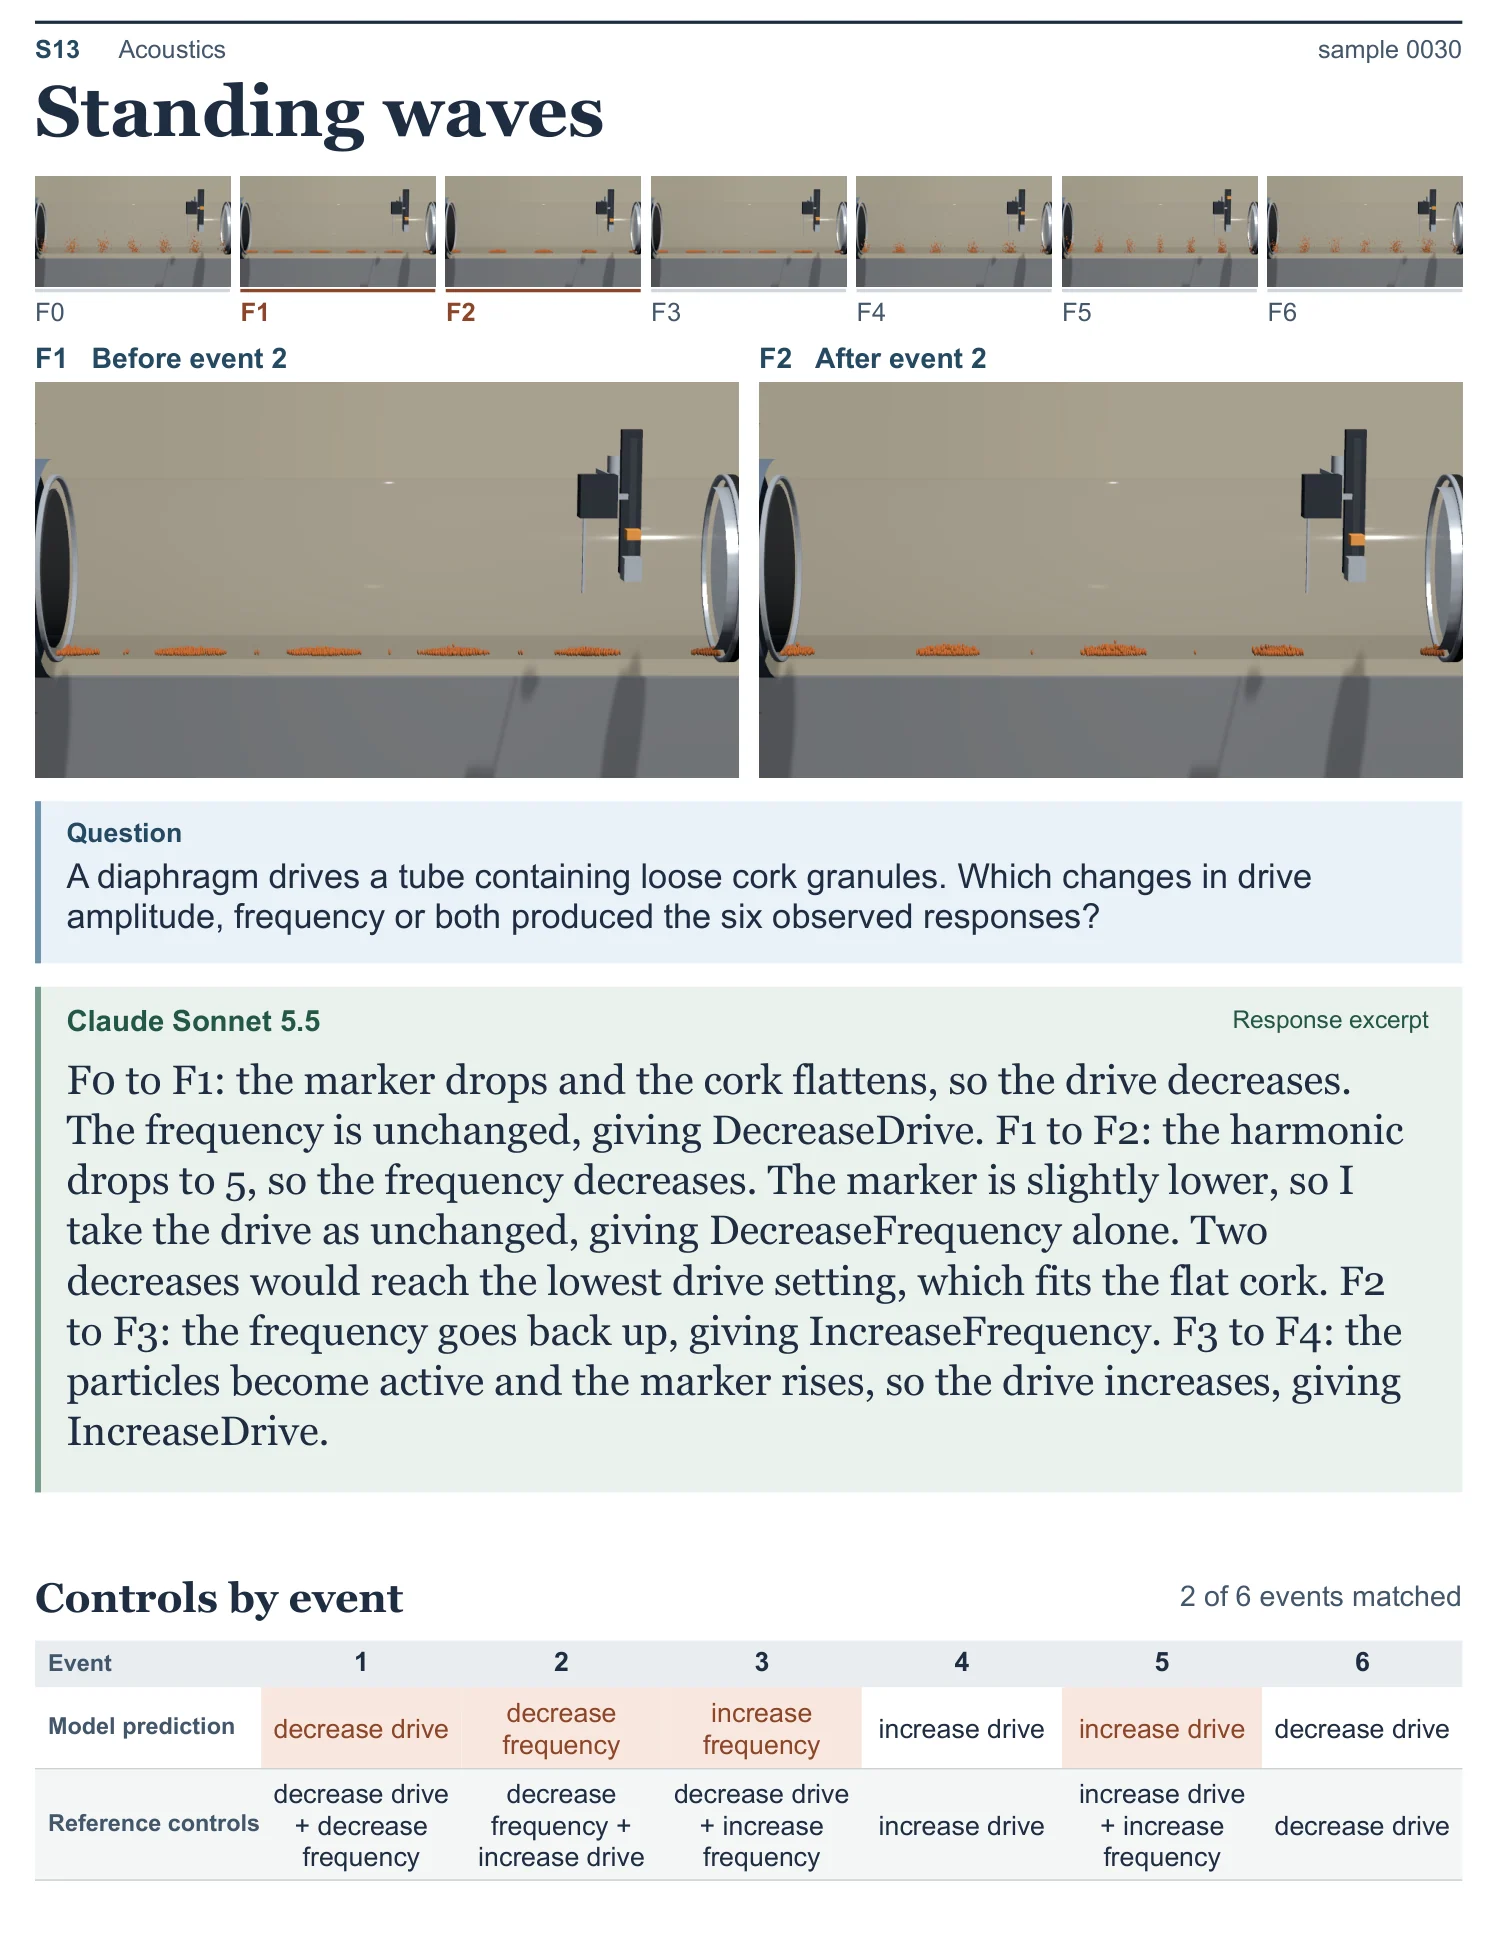 S13 Acoustics sample 0030
Standing waves
F0 F1 F2 F3 F4 F5 F6
F1 Before event 2
F2 After event 2
Question
A diaphragm drives a tube containing loose cork granules. Which changes in drive
amplitude, frequency or both produced the six observed responses?
Claude Sonnet 5.5 Response excerpt
F0 to F1: the marker drops and the cork flattens, so the drive decreases.
The frequency is unchanged, giving DecreaseDrive. F1 to F2: the harmonic
drops to 5, so the frequency decreases. The marker is slightly lower, so I
take the drive as unchanged, giving DecreaseFrequency alone. Two
decreases would reach the lowest drive setting, which fits the flat cork. F2
to F3: the frequency goes back up, giving IncreaseFrequency. F3 to F4: the
particles become active and the marker rises, so the drive increases, giving
IncreaseDrive.
Controls by event 2 of 6 events matched
Event 1 2 3 4 5 6
Model prediction decrease drive decrease frequency increase frequency increase drive increase drive decrease drive
Reference controls decrease drive + decrease frequency decrease frequency + increase drive decrease drive + increase frequency increase drive increase drive + increase frequency decrease drive